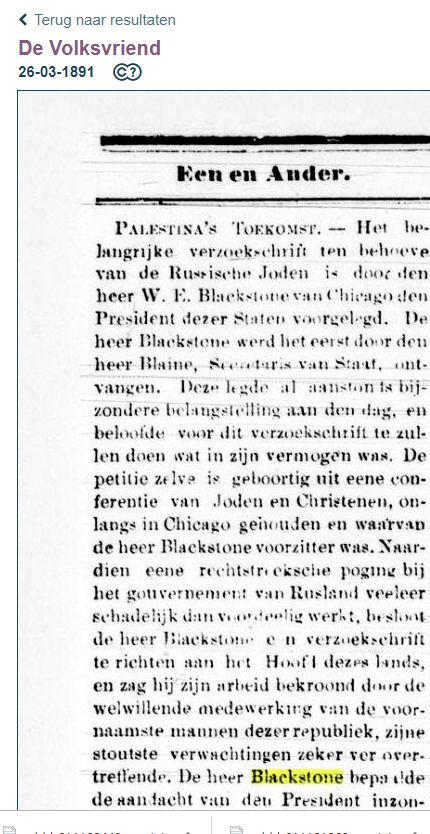 Terug naar resultaten
De Volksvriend
26-03-1891
Een en Ander.
PALESTINA'S TOEKOMST. — Het be-
langrijke verzoekschrift ten behoeve
van de Russische Joden is door den
heer W. E. Blackstone van Chicago den
President dezer Staten voorgelegd. De
heer Blackstone werd het eerst door den
heer Blaine, Secretaris van Staat, ont-
vangen. Deze legde al aanstonds bij-
zondere belangstelling aan den dag, en
beloofde voor dit verzoekschrift te zul-
len doen wat in zijn vermogen was. De
petitie zelve is geboortig uit eene con-
ferentie van Joden en Christenen, on-
langs in Chicago gehouden en waarvan
de heer Blackstone voorzitter was. Naar-
dien eene rechtstreeksche poging bij
het gouvernement van Rusland veeleer
schadelijk dan voordeelig werkt, besloot
de heer Blackstone een verzoekschrift
te richten aan het Hoofd dezes lands,
en zag hij zijn arbeid bekroond door de
welwillende medewerking van de voor-
naamste mannen dezer republiek, zijne
stoutste verwachtingen zeker ver over-
treffende. De heer Blackstone bepaalde
de aandacht van den President inzon-